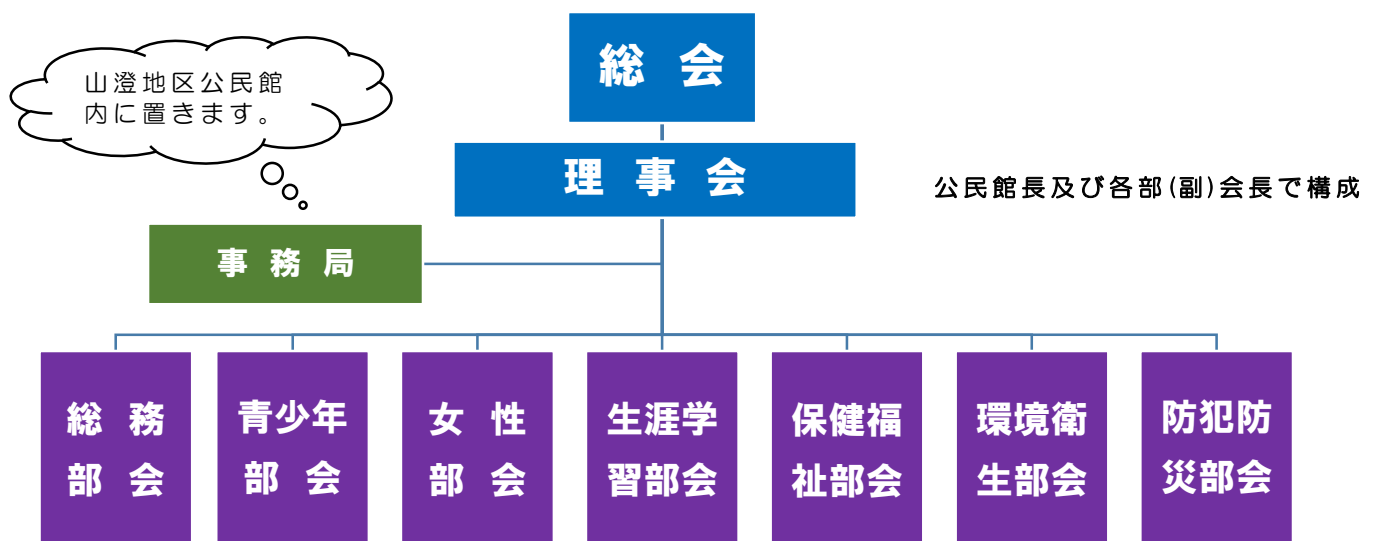 総 会
山澄地区公民館
内に置きます。
理 事 会
公民館長及び各部(副)会長で構成
事 務 局
総 務
部 会
青少年
部 会
女 性
部 会
生涯学
習部会
保健福
祉部会
環境衛
生部会
防犯防
災部会